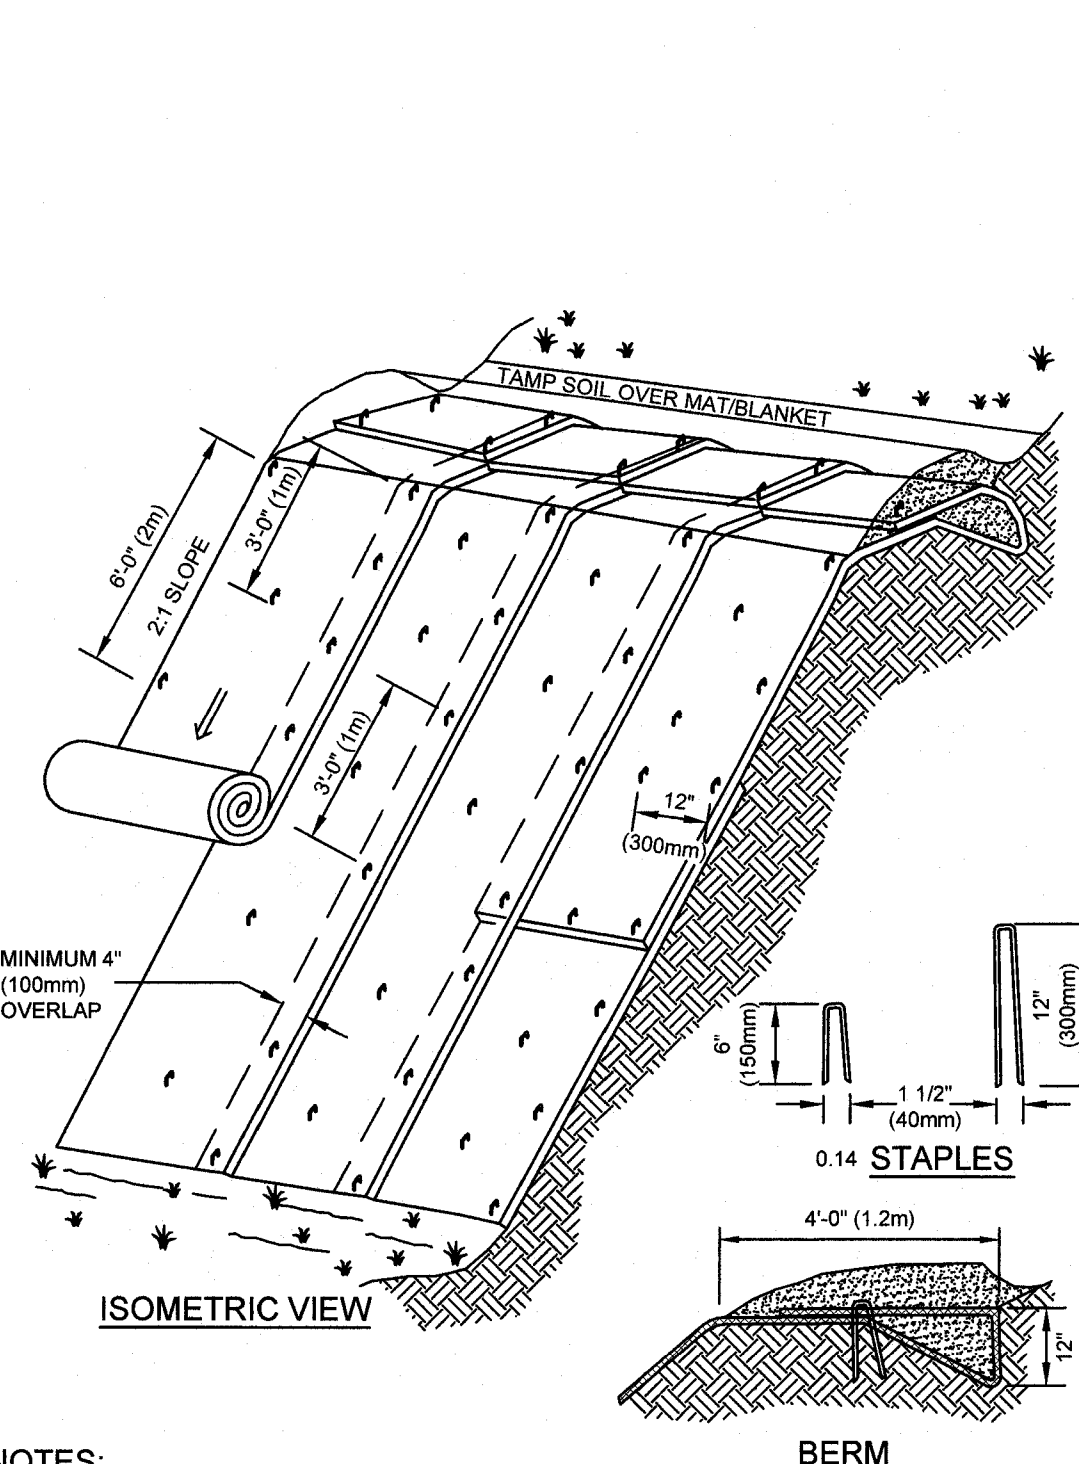 TAMP SOIL OVER MAT/BLANKET
6'-0" (2m)
3'-0" (1m)
2:1 SLOPE
3'-0" (1m)
12"
(300mm)
MINIMUM 4"
(100mm)
OVERLAP
6"
(150mm)
12"
(300mm)
1 1/2"
(40mm)
0.14 STAPLES
4'-0" (1.2m)
12"
ISOMETRIC VIEW
BERM
NOTES: